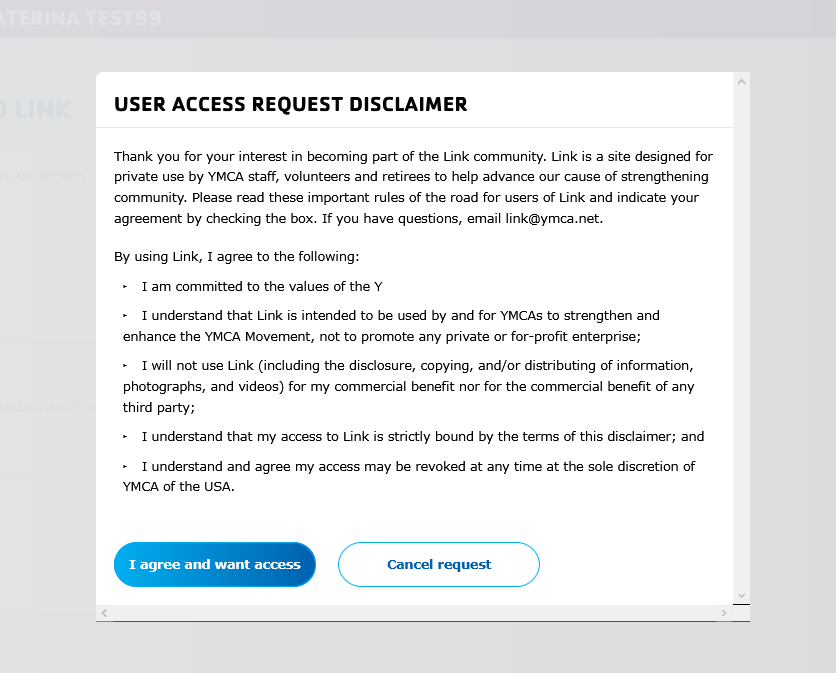 ATERINA TEST99
O LINK
USER ACCESS REQUEST DISCLAIMER
Thank you for your interest in becoming part of the Link community. Link is a site designed for
private use by YMCA staff, volunteers and retirees to help advance our cause of strengthening
community. Please read these important rules of the road for users of Link and indicate your
agreement by checking the box. If you have questions, email link@ymca.net.
By using Link, I agree to the following:
‣ I am committed to the values of the Y
‣ I understand that Link is intended to be used by and for YMCAs to strengthen and
enhance the YMCA Movement, not to promote any private or for-profit enterprise;
‣ I will not use Link (including the disclosure, copying, and/or distributing of information,
photographs, and videos) for my commercial benefit nor for the commercial benefit of any
third party;
‣ I understand that my access to Link is strictly bound by the terms of this disclaimer; and
‣ I understand and agree my access may be revoked at any time at the sole discretion of
YMCA of the USA.
I agree and want access
Cancel request